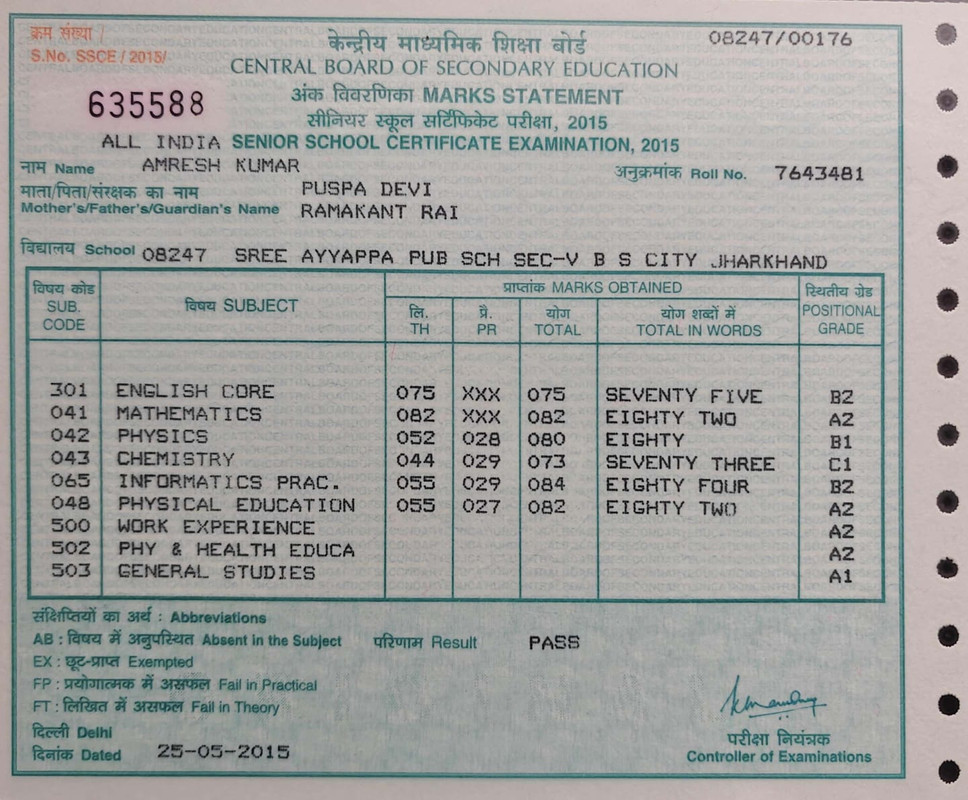 क्रम संख्या
08247/00176
S.No. SSCE / 2015/
केन्द्रीय माध्यमिक शिक्षा बोर्ड
CENTRAL BOARD OF SECONDARY EDUCATION
635588
अंक विवरणिका MARKS STATEMENT
सीनियर स्कूल सर्टिफिकेट परीक्षा, 2015
ALL INDIA SENIOR SCHOOL CERTIFICATE EXAMINATION, 2015
नाम Name AMRESH KUMAR
अनुक्रमांक Roll No. 7643481
माता/पिता/संरक्षक का नाम PUSPA DEVI
Mother's/Father's/Guardian's Name RAMAKANT RAI
विद्यालय School 08247 SREE AYYAPPA PUB SCH SEC-V B S CITY JHARKHAND
विषय कोड SUB. CODE
विषय SUBJECT
प्राप्तांक MARKS OBTAINED
लि. TH
प्रै. PR
योग TOTAL
योग शब्दों में TOTAL IN WORDS
स्थितीय ग्रेड POSITIONAL GRADE
301 ENGLISH CORE 075 XXX 075 SEVENTY FIVE B2
041 MATHEMATICS 082 XXX 082 EIGHTY TWO A2
042 PHYSICS 052 028 080 EIGHTY B1
043 CHEMISTRY 044 029 073 SEVENTY THREE C1
065 INFORMATICS PRAC. 055 029 084 EIGHTY FOUR B2
048 PHYSICAL EDUCATION 055 027 082 EIGHTY TWO A2
500 WORK EXPERIENCE A2
502 PHY & HEALTH EDUCA A2
503 GENERAL STUDIES A1
संक्षिप्तियों का अर्थ : Abbreviations
AB : विषय में अनुपस्थित Absent in the Subject परिणाम Result PASS
EX : छूट-प्राप्त Exempted
FP : प्रयोगात्मक में असफल Fail in Practical
FT : लिखित में असफल Fail in Theory
दिल्ली Delhi
दिनांक Dated 25-05-2015
परीक्षा नियंत्रक
Controller of Examinations